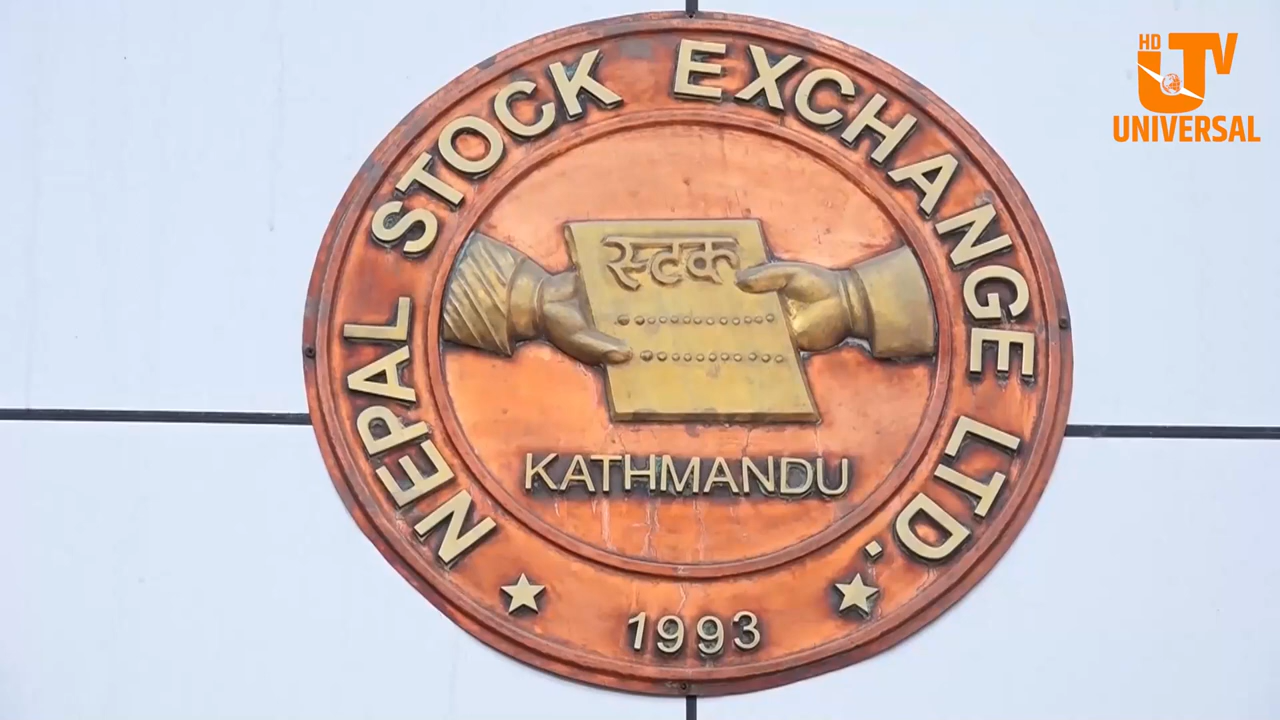 NEPAL STOCK EXCHANGE LTD.
स्टक
KATHMANDU
1993
HD
UTV
UNIVERSAL